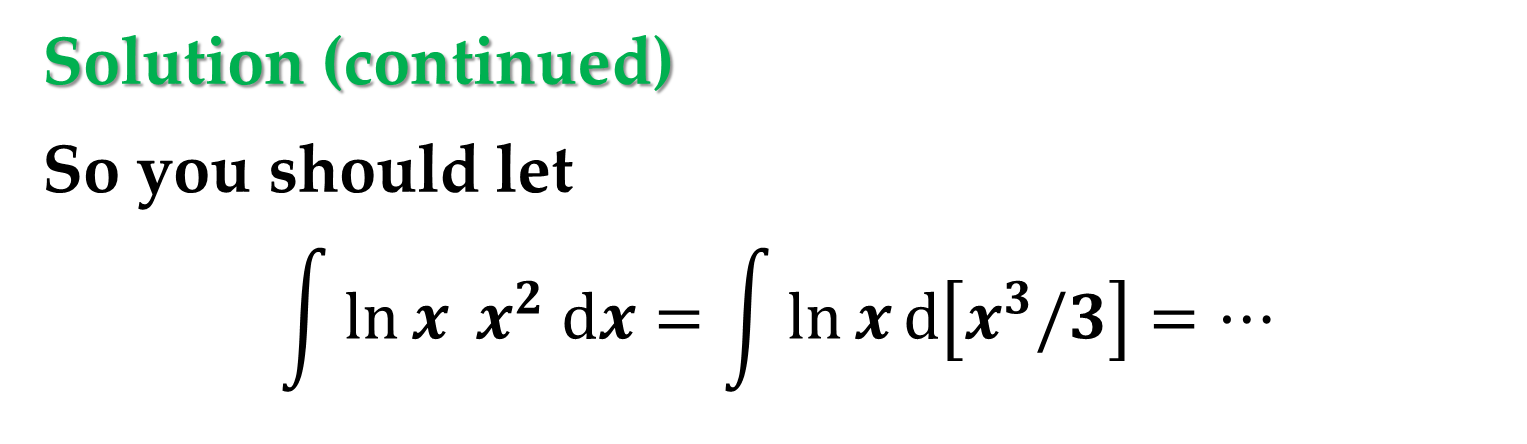 Solution (continued)
So you should let
∫ ln x x² dx = ∫ ln x d[x³/3] = ⋯